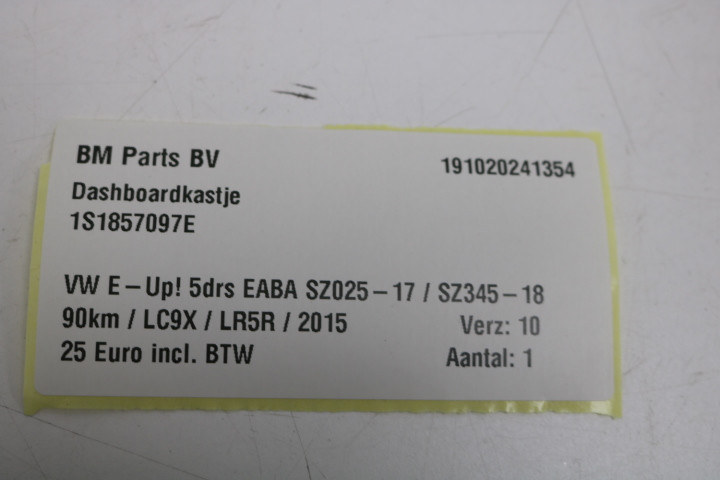 BM Parts BV 191020241354
Dashboardkastje
1S1857097E
VW E-Up! 5drs EABA SZ025-17 / SZ345-18
90km / LC9X / LR5R / 2015 Verz: 10
25 Euro incl. BTW Aantal: 1